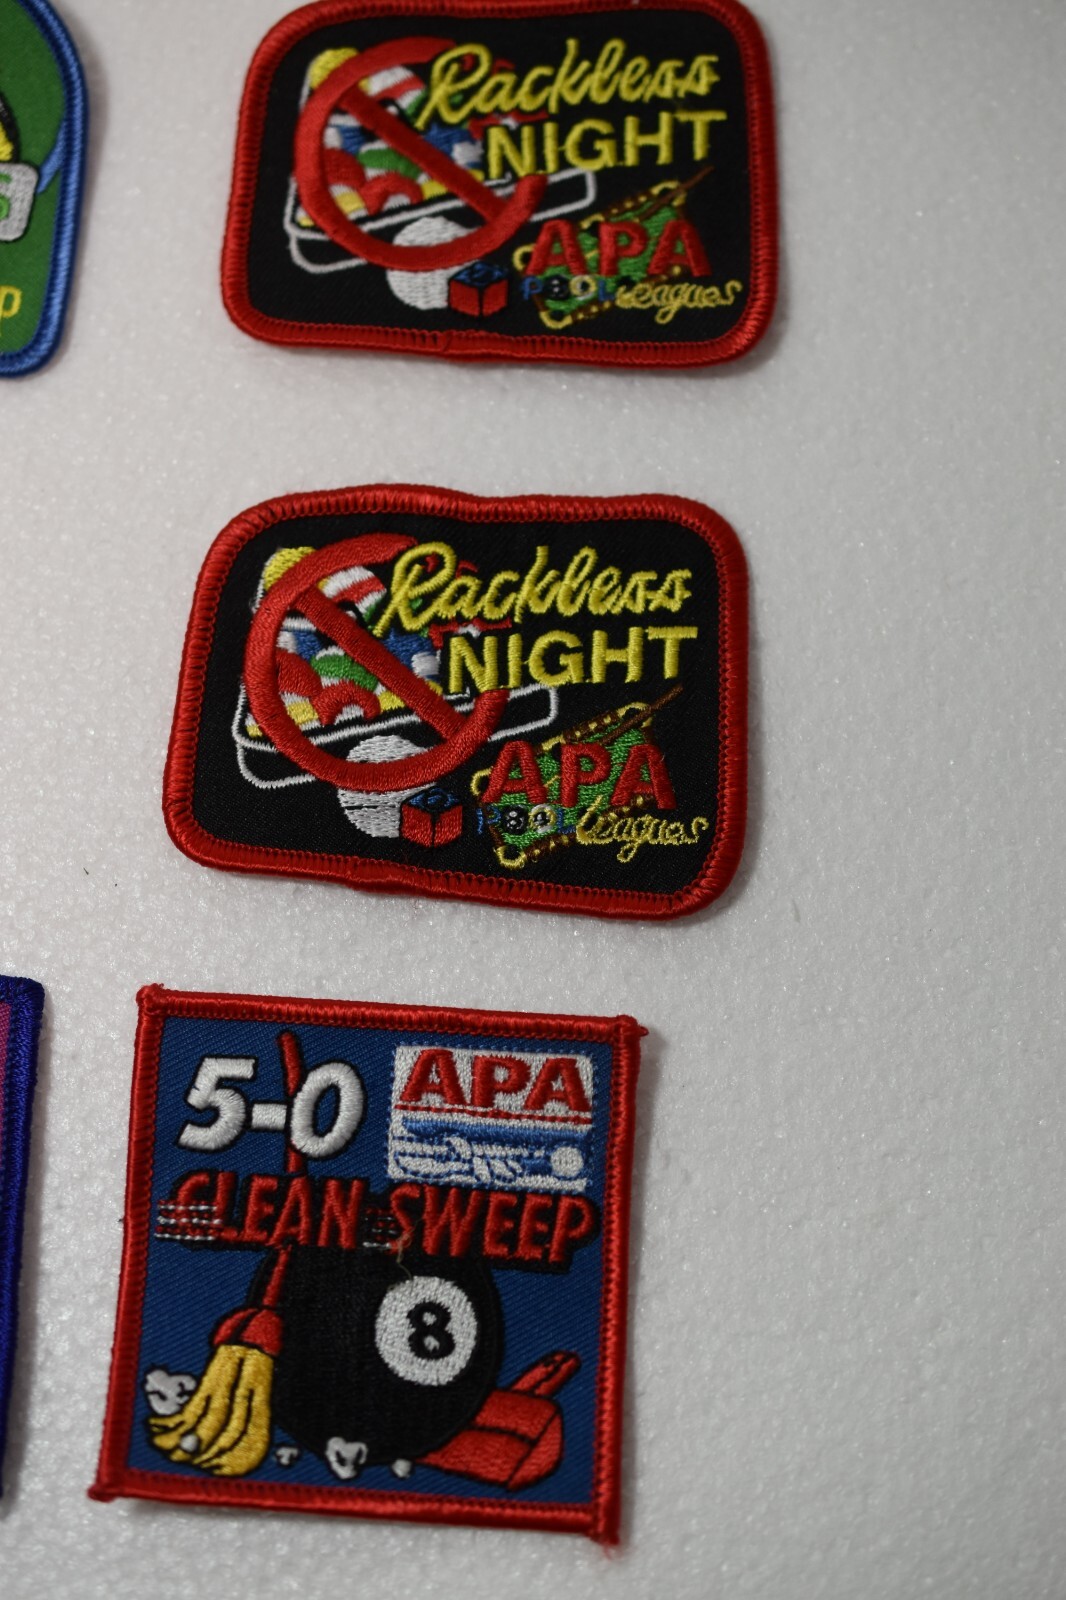 Rackless
NIGHT
APA
POOL Leagues
P
Rackless
NIGHT
APA
POOL Leagues
5-0
APA
CLEAN SWEEP
8